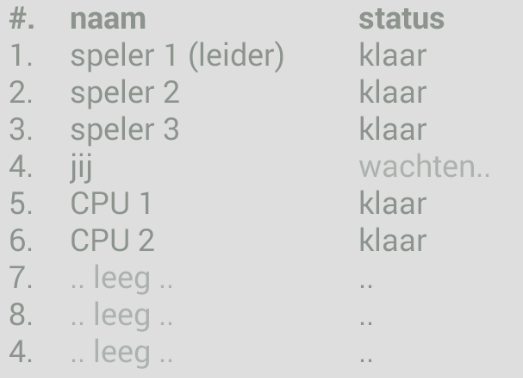 #. naam status
1. speler 1 (leider) klaar
2. speler 2 klaar
3. speler 3 klaar
4. jij wachten..
5. CPU 1 klaar
6. CPU 2 klaar
7. .. leeg .. ..
8. .. leeg .. ..
4. .. leeg .. ..